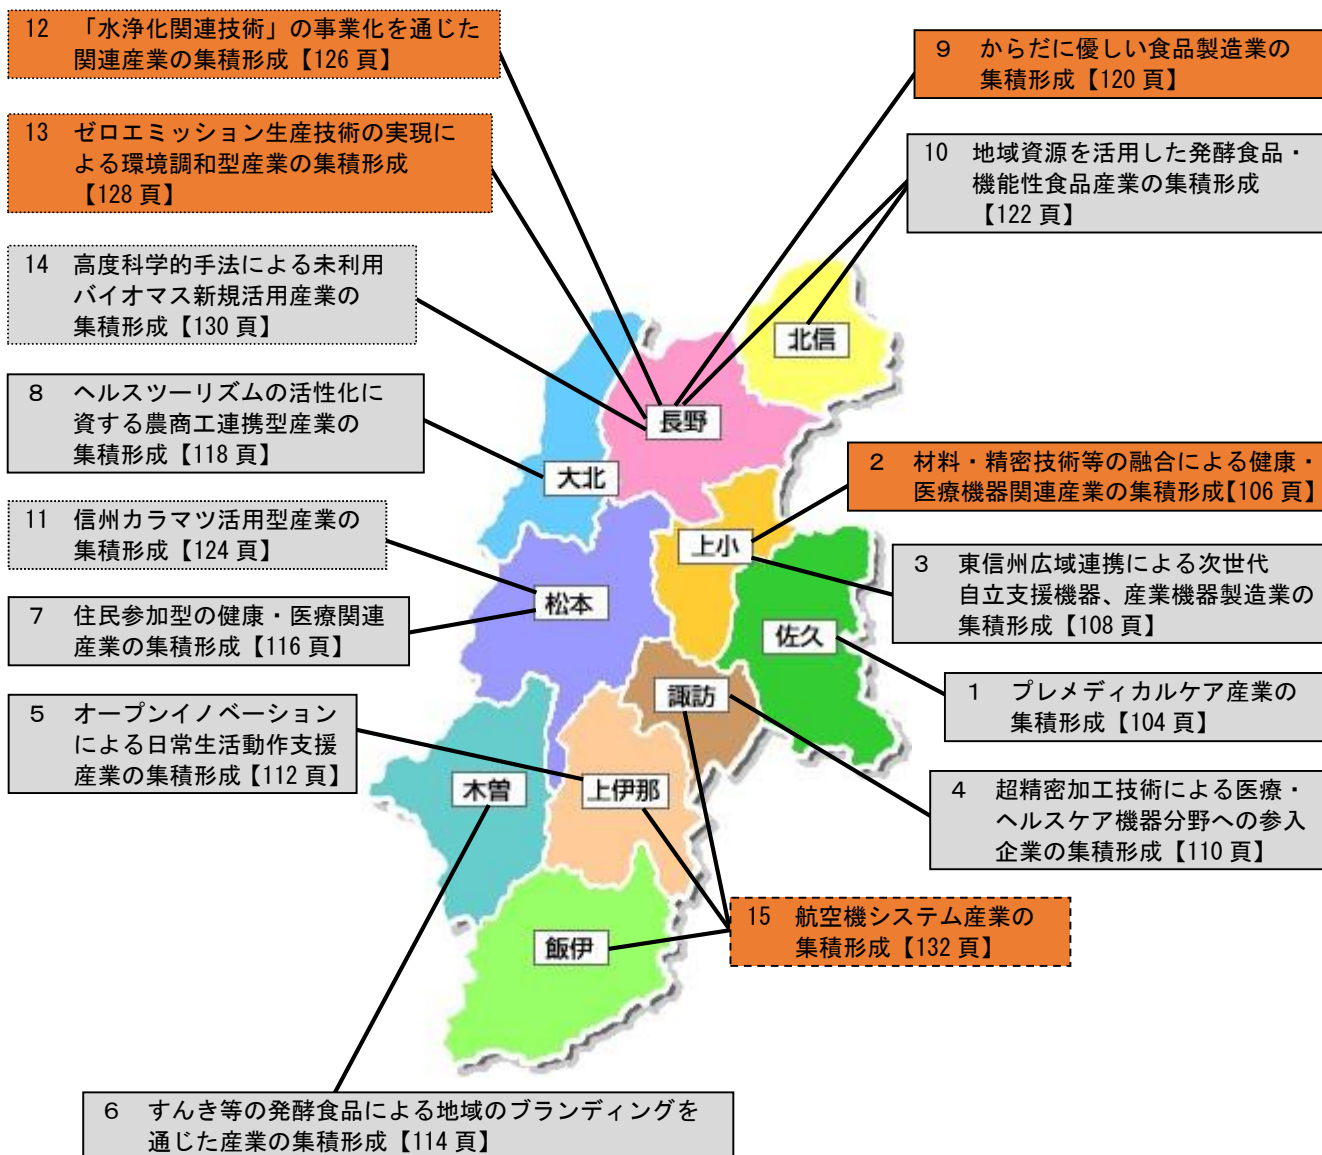 12 「水浄化関連技術」の事業化を通じた
関連産業の集積形成【126 頁】
13 ゼロエミッション生産技術の実現に
よる環境調和型産業の集積形成
【128 頁】
14 高度科学的手法による未利用
バイオマス新規活用産業の
集積形成【130 頁】
8 ヘルスツーリズムの活性化に
資する農商工連携型産業の
集積形成【118 頁】
11 信州カラマツ活用型産業の
集積形成【124 頁】
7 住民参加型の健康・医療関連
産業の集積形成【116 頁】
5 オープンイノベーション
による日常生活動作支援
産業の集積形成【112 頁】
9 からだに優しい食品製造業の
集積形成【120 頁】
10 地域資源を活用した発酵食品・
機能性食品産業の集積形成
【122 頁】
2 材料・精密技術等の融合による健康・
医療機器関連産業の集積形成【106 頁】
3 東信州広域連携による次世代
自立支援機器、産業機器製造業の
集積形成【108 頁】
1 プレメディカルケア産業の
集積形成【104 頁】
4 超精密加工技術による医療・
ヘルスケア機器分野への参入
企業の集積形成【110 頁】
15 航空機システム産業の
集積形成【132 頁】
6 すんき等の発酵食品による地域のブランディングを
通じた産業の集積形成【114 頁】
北信
長野
大北
上小
松本
佐久
諏訪
木曽
上伊那
飯伊